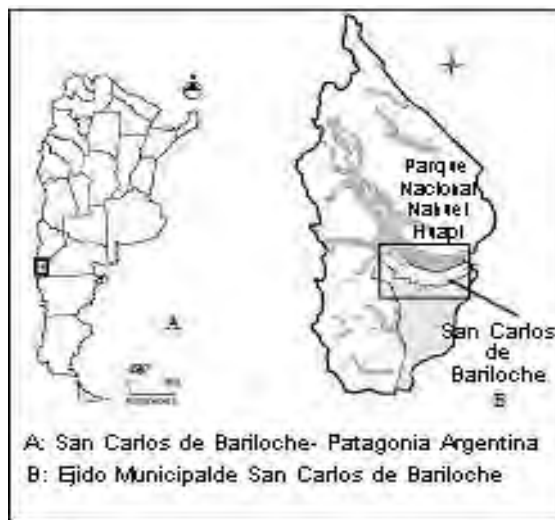 Parque
Nacional
Nahuel
Huapi
San Carlos
de
Bariloche
A
B
A: San Carlos de Bariloche- Patagonia Argentina
B: Ejido Municipalde San Carlos de Bariloche